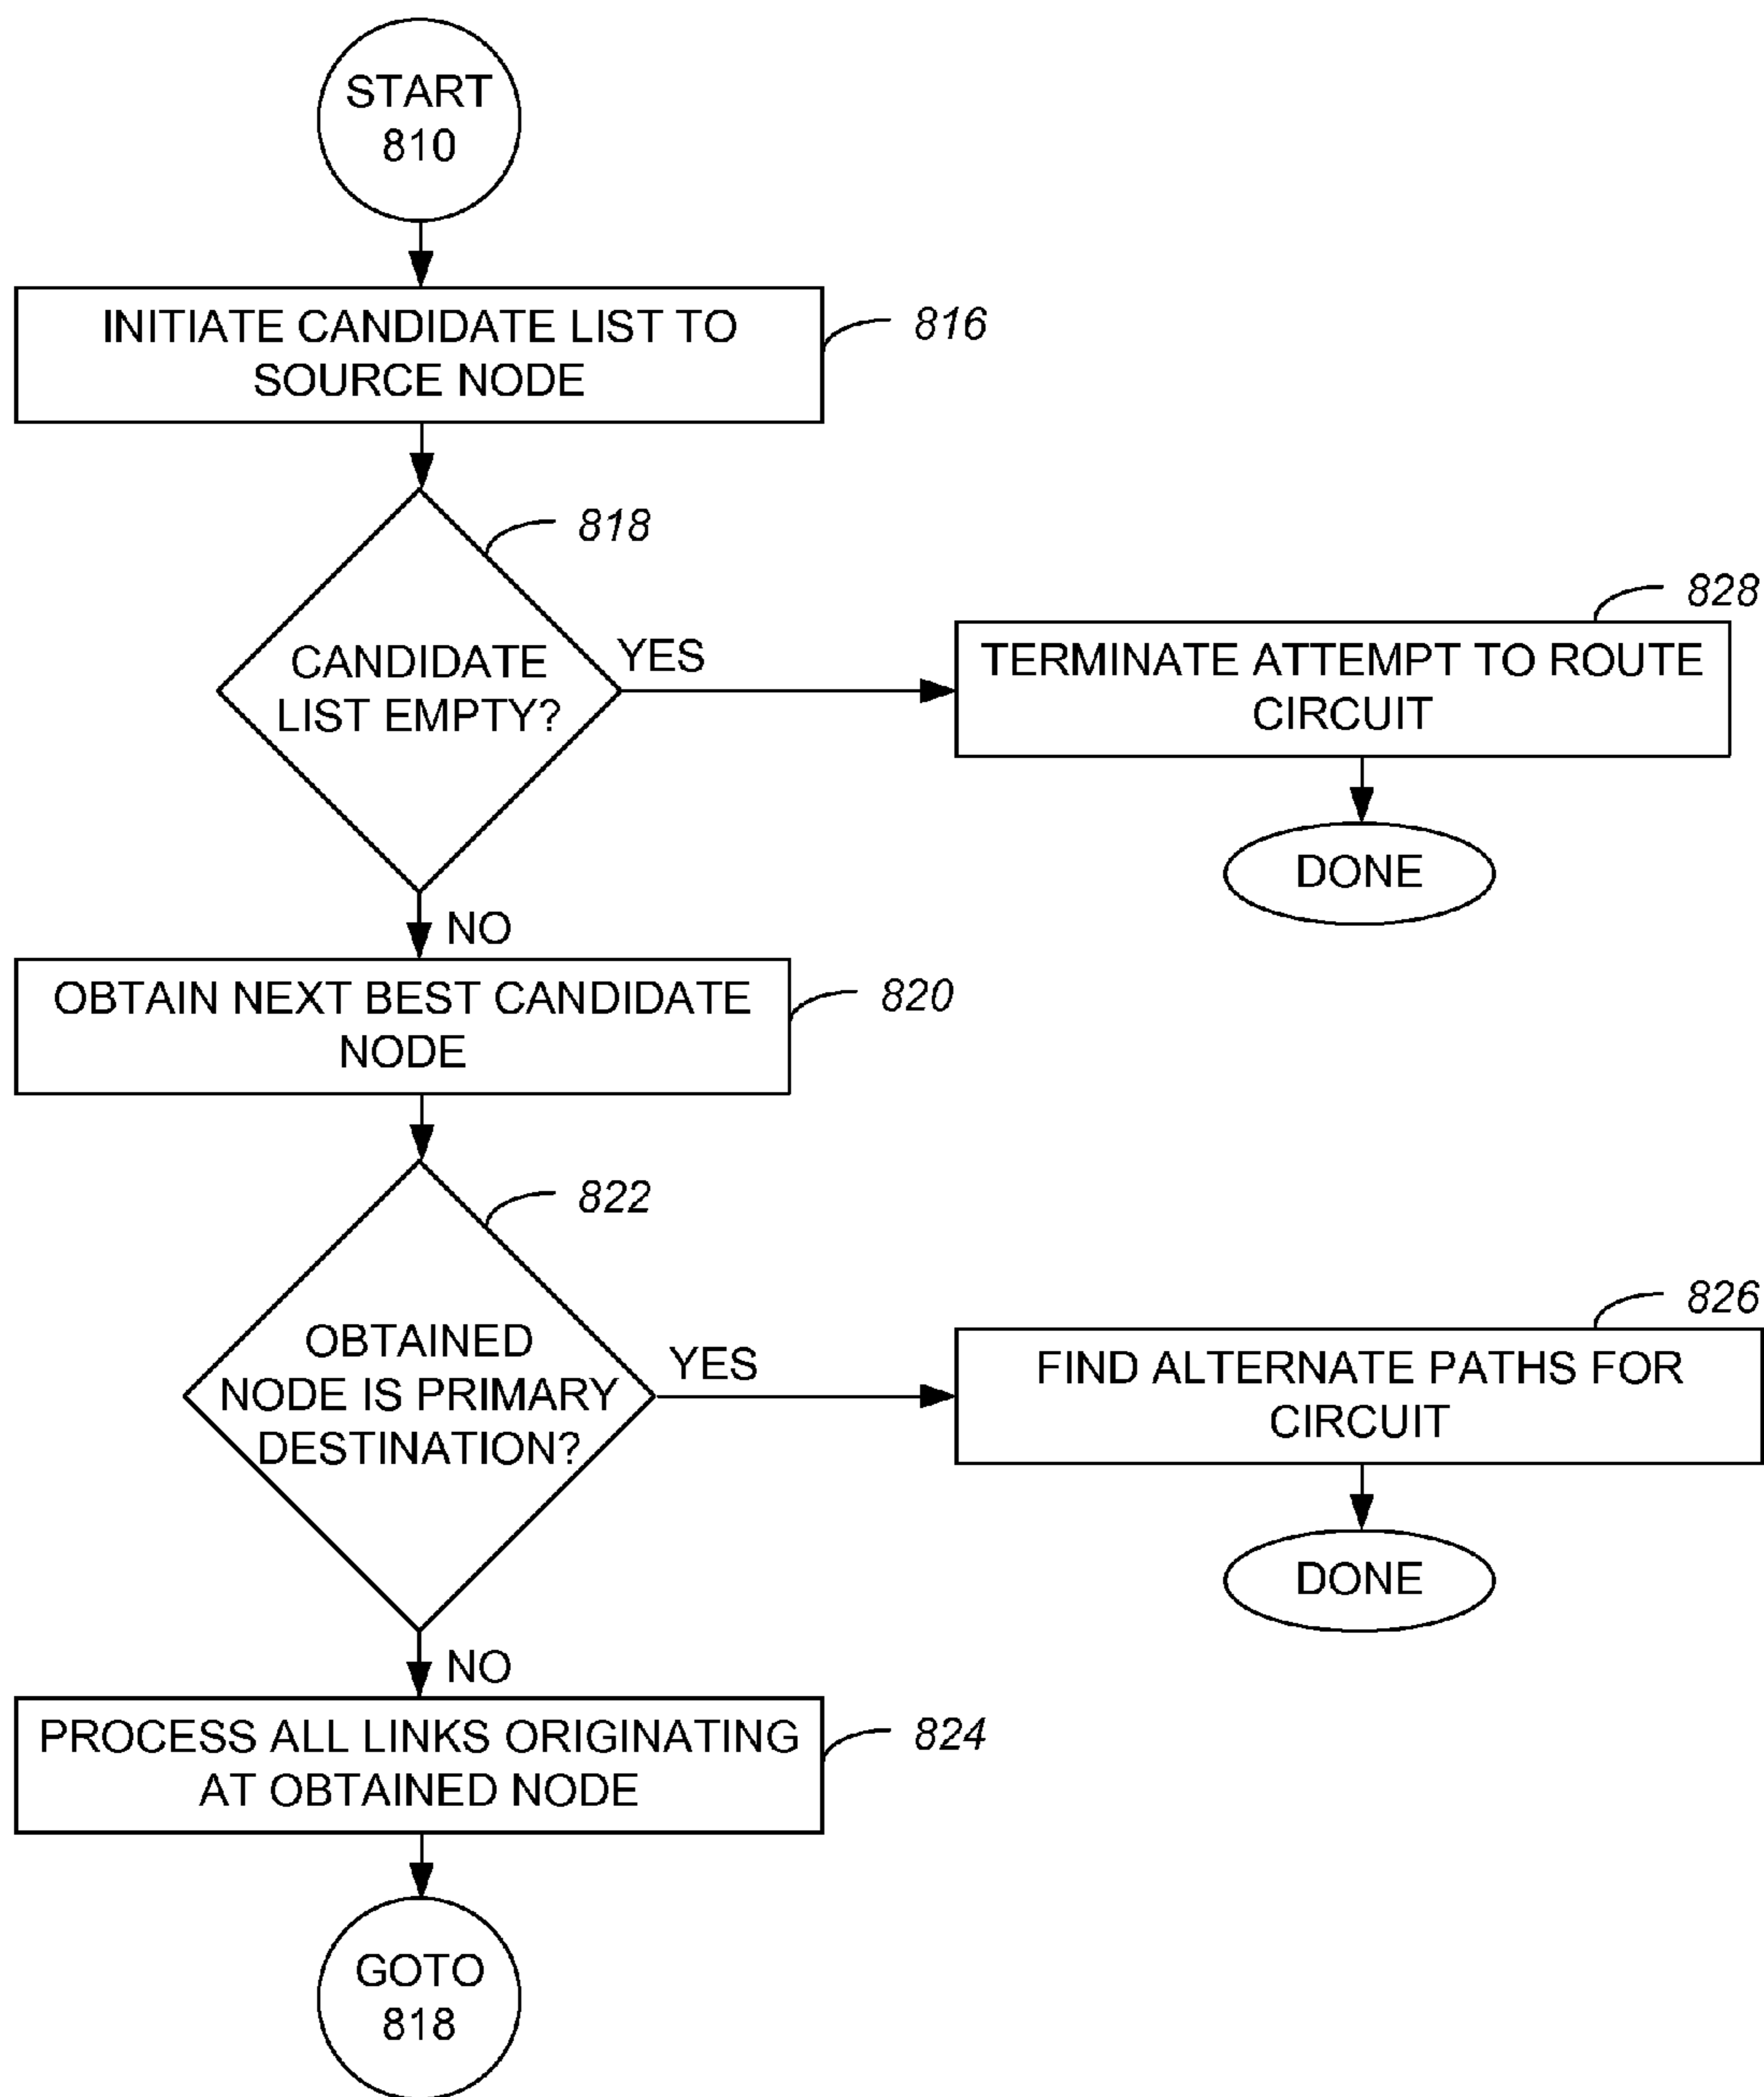 START
810
INITIATE CANDIDATE LIST TO
SOURCE NODE
816
818
CANDIDATE
LIST EMPTY?
YES
828
TERMINATE ATTEMPT TO ROUTE
CIRCUIT
DONE
NO
OBTAIN NEXT BEST CANDIDATE
NODE
820
822
OBTAINED
NODE IS PRIMARY
DESTINATION?
YES
826
FIND ALTERNATE PATHS FOR
CIRCUIT
DONE
NO
PROCESS ALL LINKS ORIGINATING
AT OBTAINED NODE
824
GOTO
818